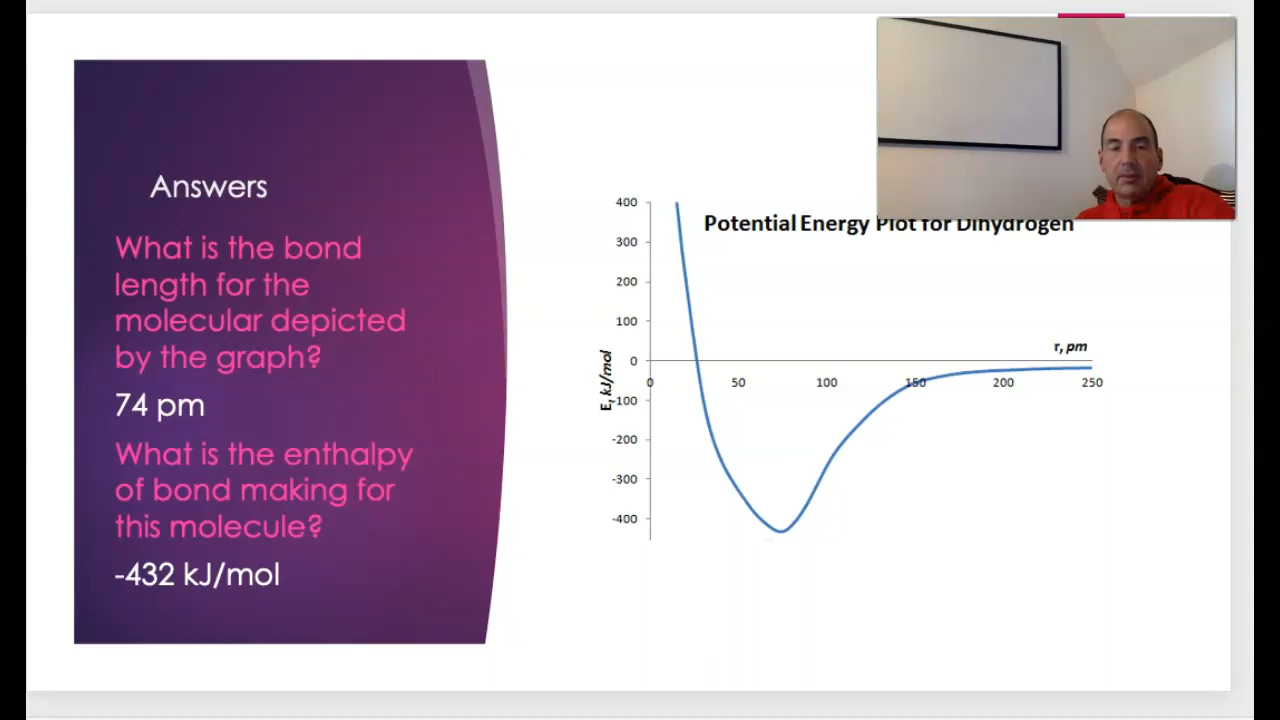 Answers
What is the bond
length for the
molecular depicted
by the graph?
74 pm
What is the enthalpy
of bond making for
this molecule?
-432 kJ/mol
Potential Energy Plot for Dihydrogen
400
300
200
100
0
-100
-200
-300
-400
E, kJ/mol
r, pm
0 50 100 150 200 250